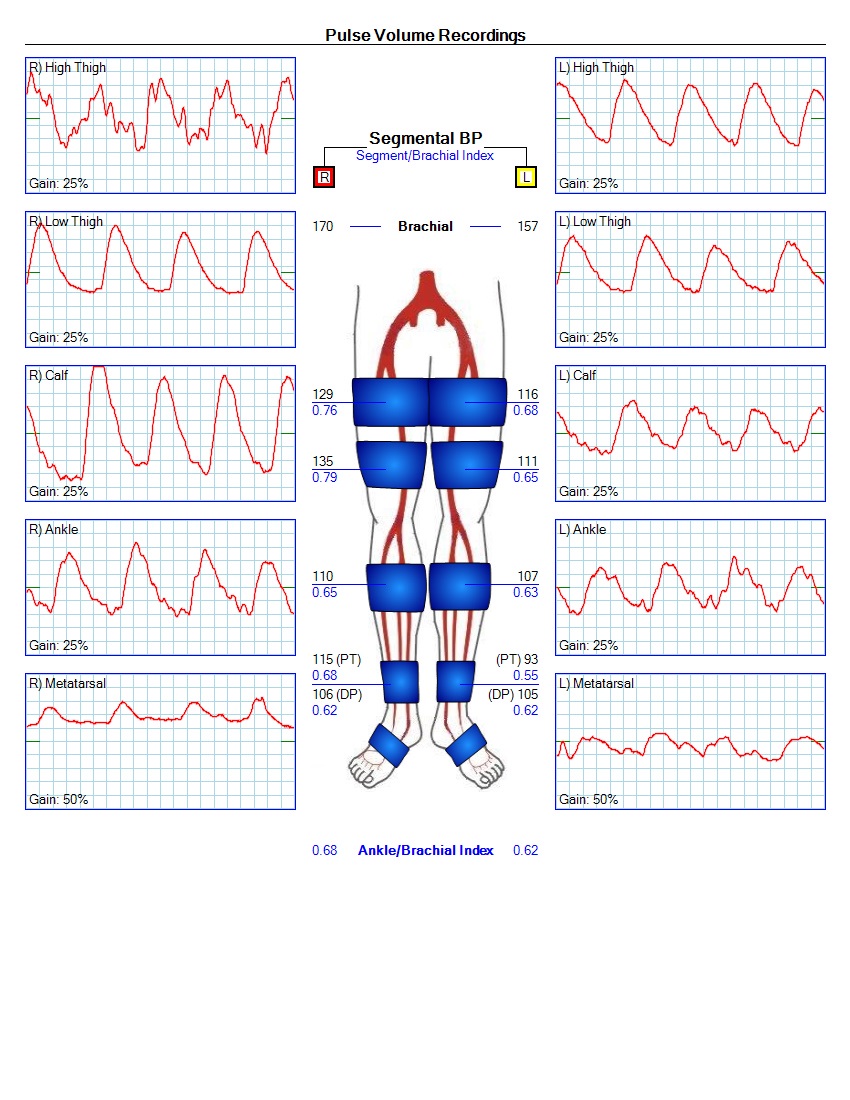 Pulse Volume Recordings
R) High Thigh
Gain: 25%
R) Low Thigh
Gain: 25%
R) Calf
Gain: 25%
R) Ankle
Gain: 25%
R) Metatarsal
Gain: 50%
Segmental BP
Segment/Brachial Index
R
L
170 Brachial 157
129 116
0.76 0.68
135 111
0.79 0.65
110 107
0.65 0.63
115 (PT) (PT) 93
0.68 0.55
106 (DP) (DP) 105
0.62 0.62
0.68 Ankle/Brachial Index 0.62
L) High Thigh
Gain: 25%
L) Low Thigh
Gain: 25%
L) Calf
Gain: 25%
L) Ankle
Gain: 25%
L) Metatarsal
Gain: 50%